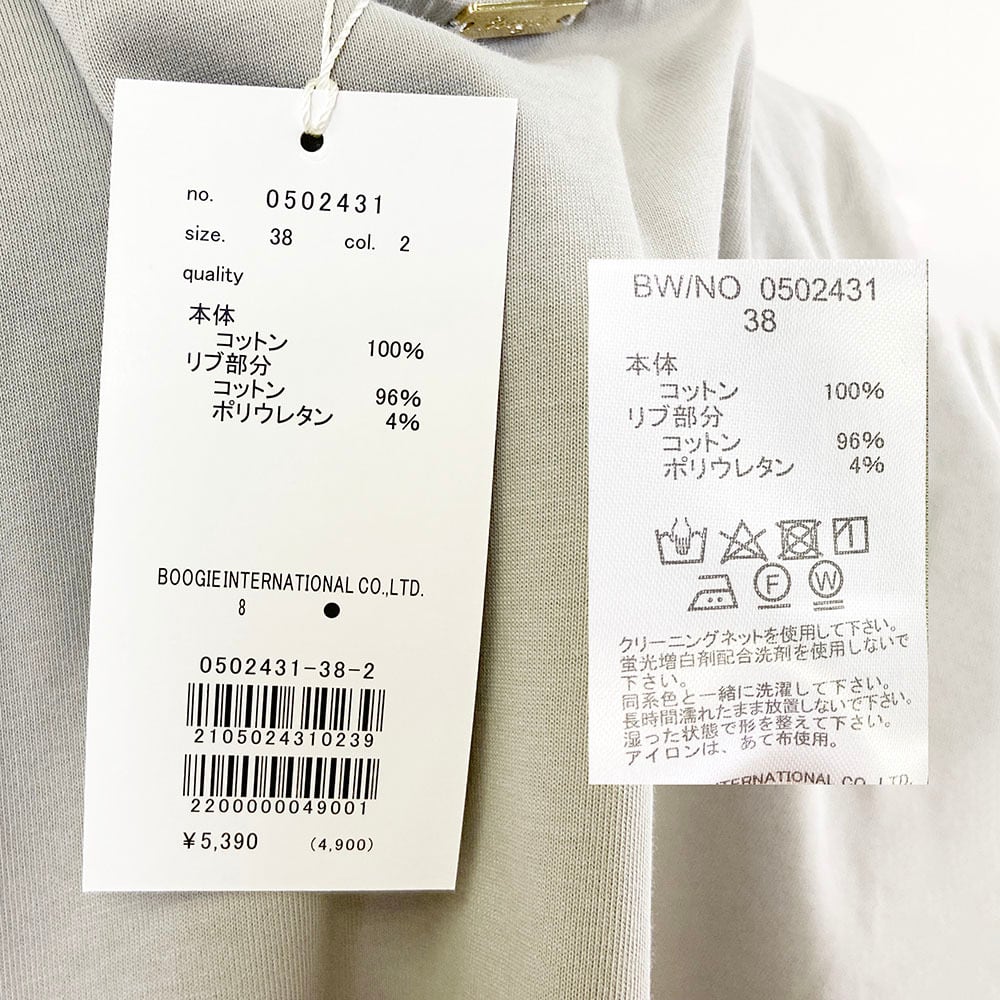 no. 0502431
size. 38 col. 2
quality
本体
コットン 100%
リブ部分
コットン 96%
ポリウレタン 4%
BOOGIEINTERNATIONAL CO.,LTD.
8 ●
0502431-38-2
2105024310239
2200000049001
¥5,390 (4,900)
BW/NO 0502431
38
本体
コットン 100%
リブ部分
コットン 96%
ポリウレタン 4%
F W
クリーニングネットを使用して下さい。
蛍光増白剤配合洗剤を使用しないで
下さい。
同系色と一緒に洗濯して下さい。
長時間濡れたまま放置しないで下さい。
湿った状態で形を整えて下さい。
アイロンは、あて布使用。
INTERNATIONAL CO.,LTD.